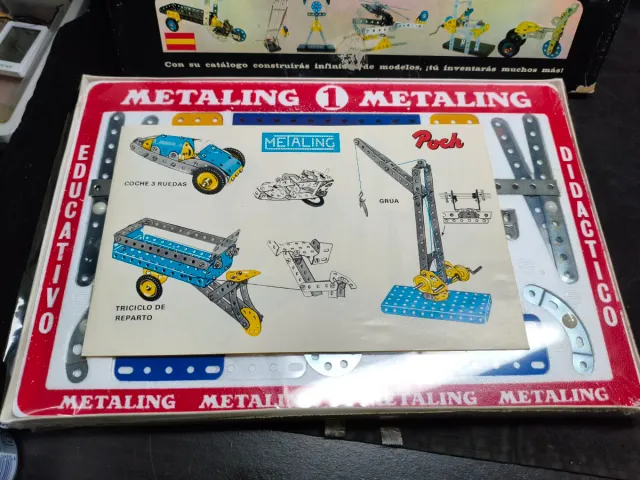 Con su catálogo construirás infinidad de modelos, ¡tú inventarás muchos más!
METALING 1 METALING
EDUCATIVO
DIDACTICO
METALING
Poch
COCHE 3 RUEDAS
GRUA
TRICICLO DE
REPARTO
METALING METALING METALING METALING